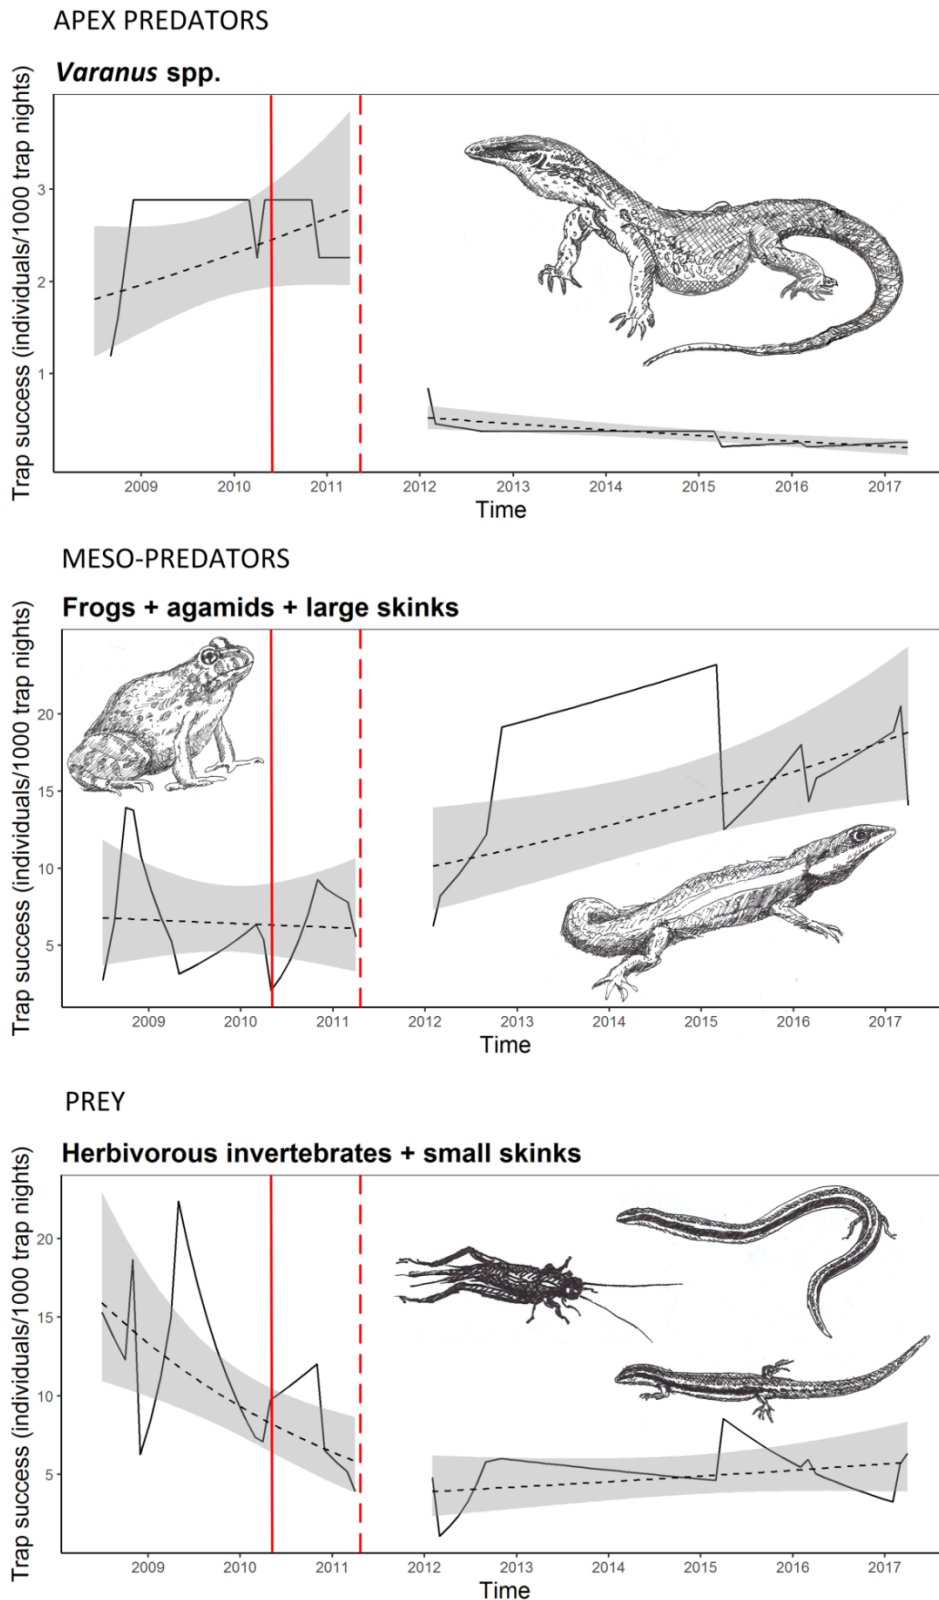 APEX PREDATORS
Varanus spp.
Trap success (individuals/1000 trap nights)
3
2
1
2009 2010 2011 2012 2013 2014 2015 2016 2017
Time
MESO-PREDATORS
Frogs + agamids + large skinks
Trap success (individuals/1000 trap nights)
20
15
10
5
2009 2010 2011 2012 2013 2014 2015 2016 2017
Time
PREY
Herbivorous invertebrates + small skinks
Trap success (individuals/1000 trap nights)
20
15
10
5
2009 2010 2011 2012 2013 2014 2015 2016 2017
Time